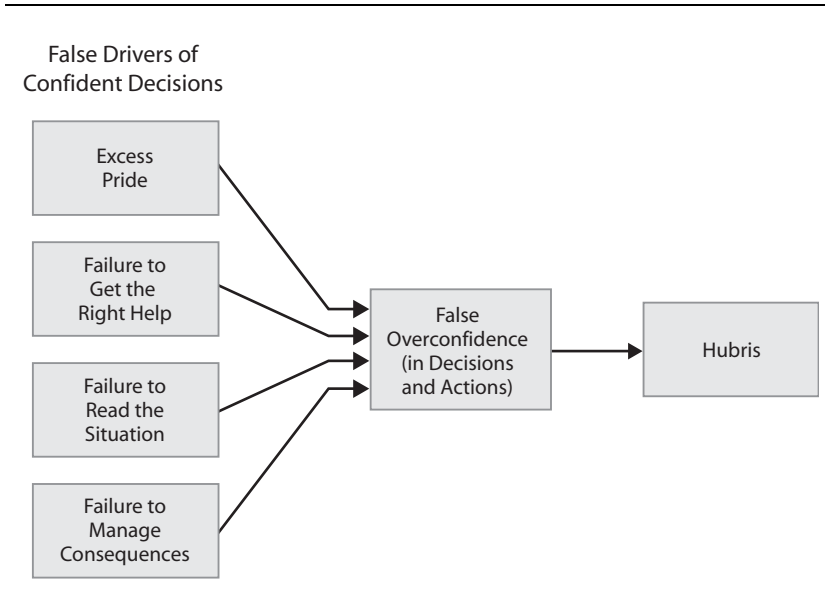 False Drivers of
Confident Decisions
Excess
Pride
Failure to
Get the
Right Help
Failure to
Read the
Situation
Failure to
Manage
Consequences
False
Overconfidence
(in Decisions
and Actions)
Hubris